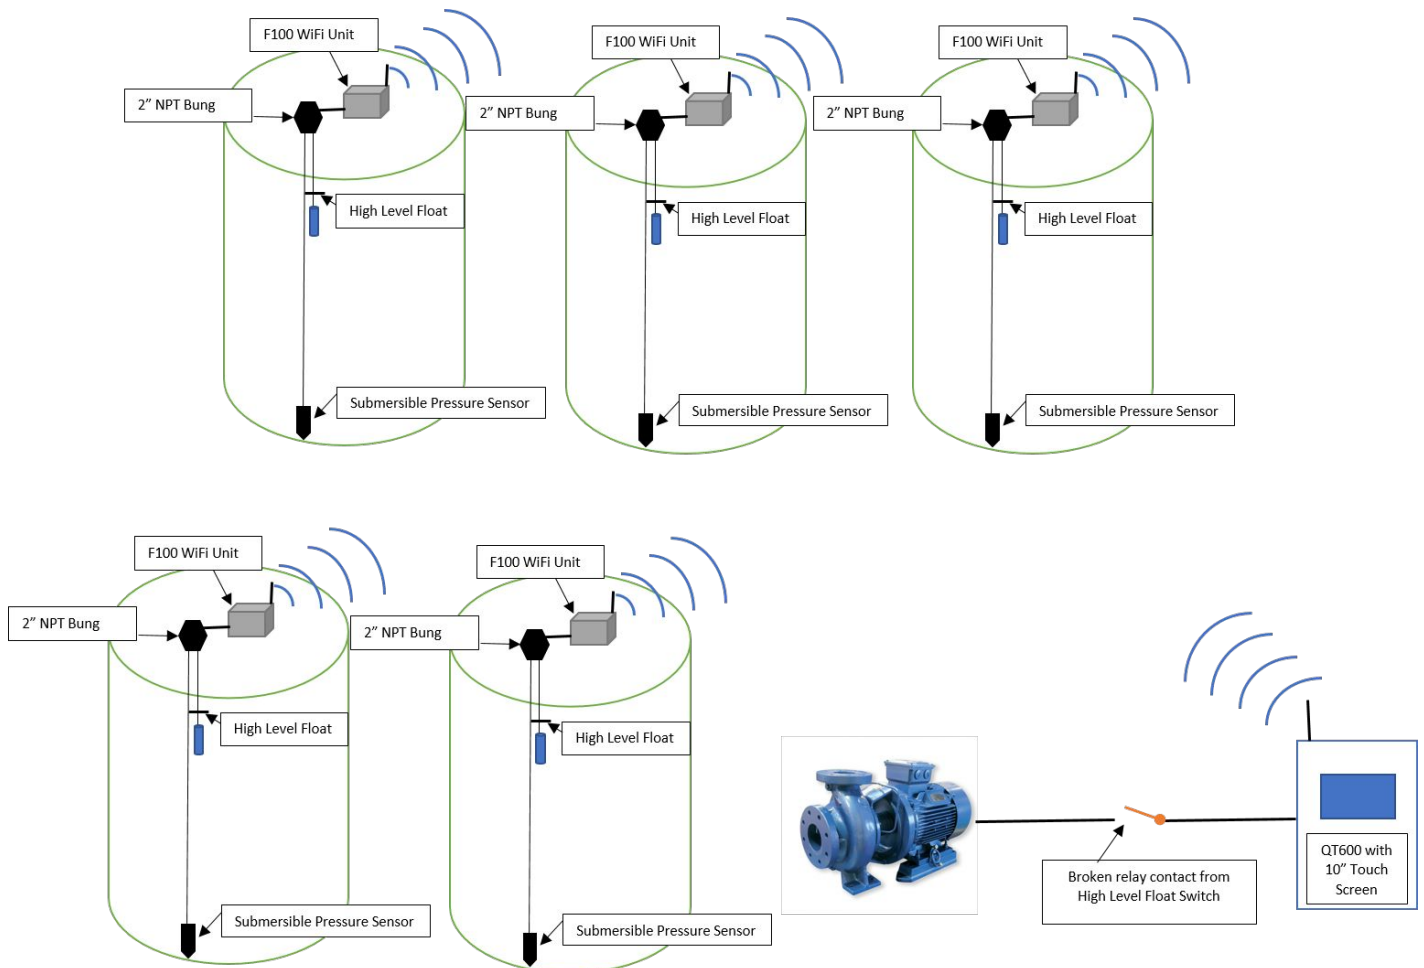 F100 WiFi Unit
2” NPT Bung
High Level Float
Submersible Pressure Sensor
F100 WiFi Unit
2” NPT Bung
High Level Float
Submersible Pressure Sensor
F100 WiFi Unit
2” NPT Bung
High Level Float
Submersible Pressure Sensor
F100 WiFi Unit
2” NPT Bung
High Level Float
Submersible Pressure Sensor
F100 WiFi Unit
2” NPT Bung
High Level Float
Submersible Pressure Sensor
Broken relay contact from
High Level Float Switch
QT600 with
10” Touch
Screen